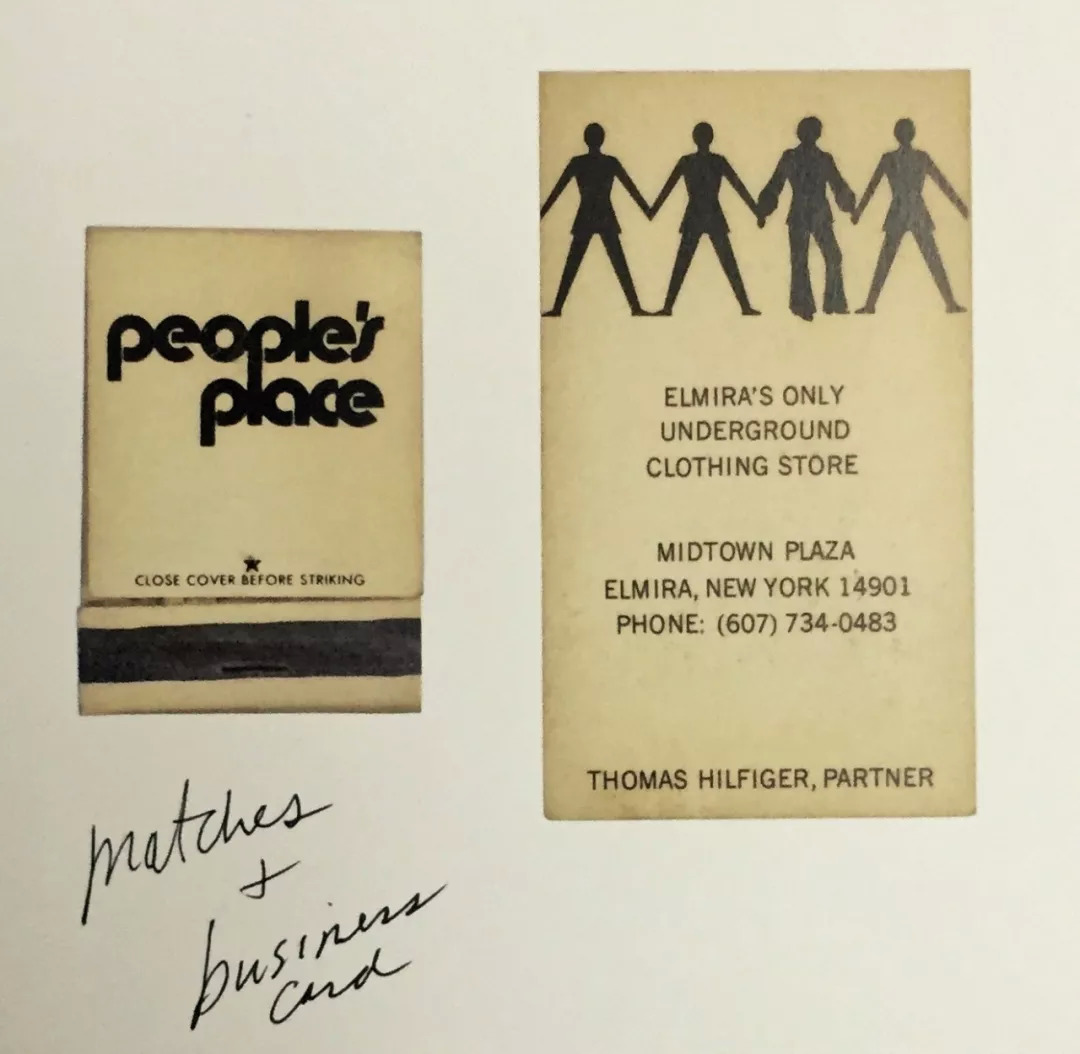 people's
place
CLOSE COVER BEFORE STRIKING
matches
+
business
card
ELMIRA'S ONLY
UNDERGROUND
CLOTHING STORE
MIDTOWN PLAZA
ELMIRA, NEW YORK 14901
PHONE: (607) 734-0483
THOMAS HILFIGER, PARTNER